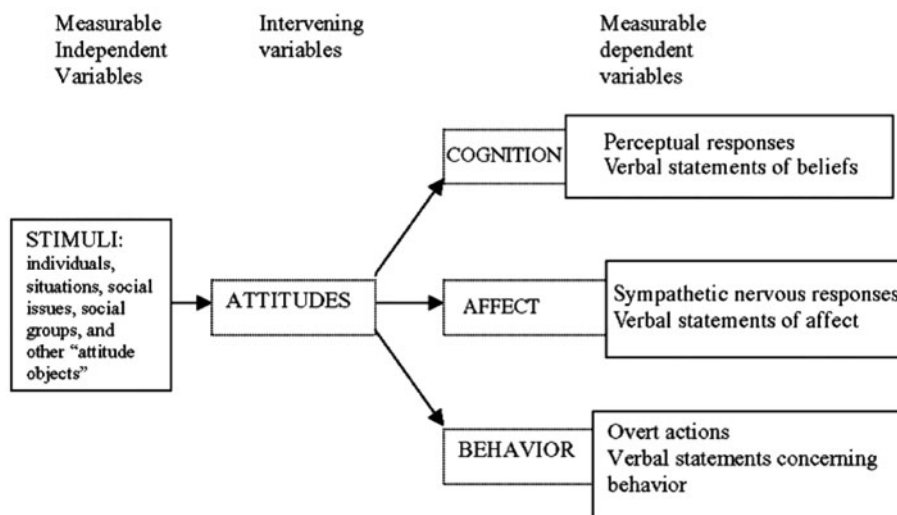 Measurable
Independent
Variables
Intervening
variables
Measurable
dependent
variables
STIMULI:
individuals,
situations, social
issues, social
groups, and
other “attitude
objects”
ATTITUDES
COGNITION
Perceptual responses
Verbal statements of beliefs
AFFECT
Sympathetic nervous responses
Verbal statements of affect
BEHAVIOR
Overt actions
Verbal statements concerning
behavior